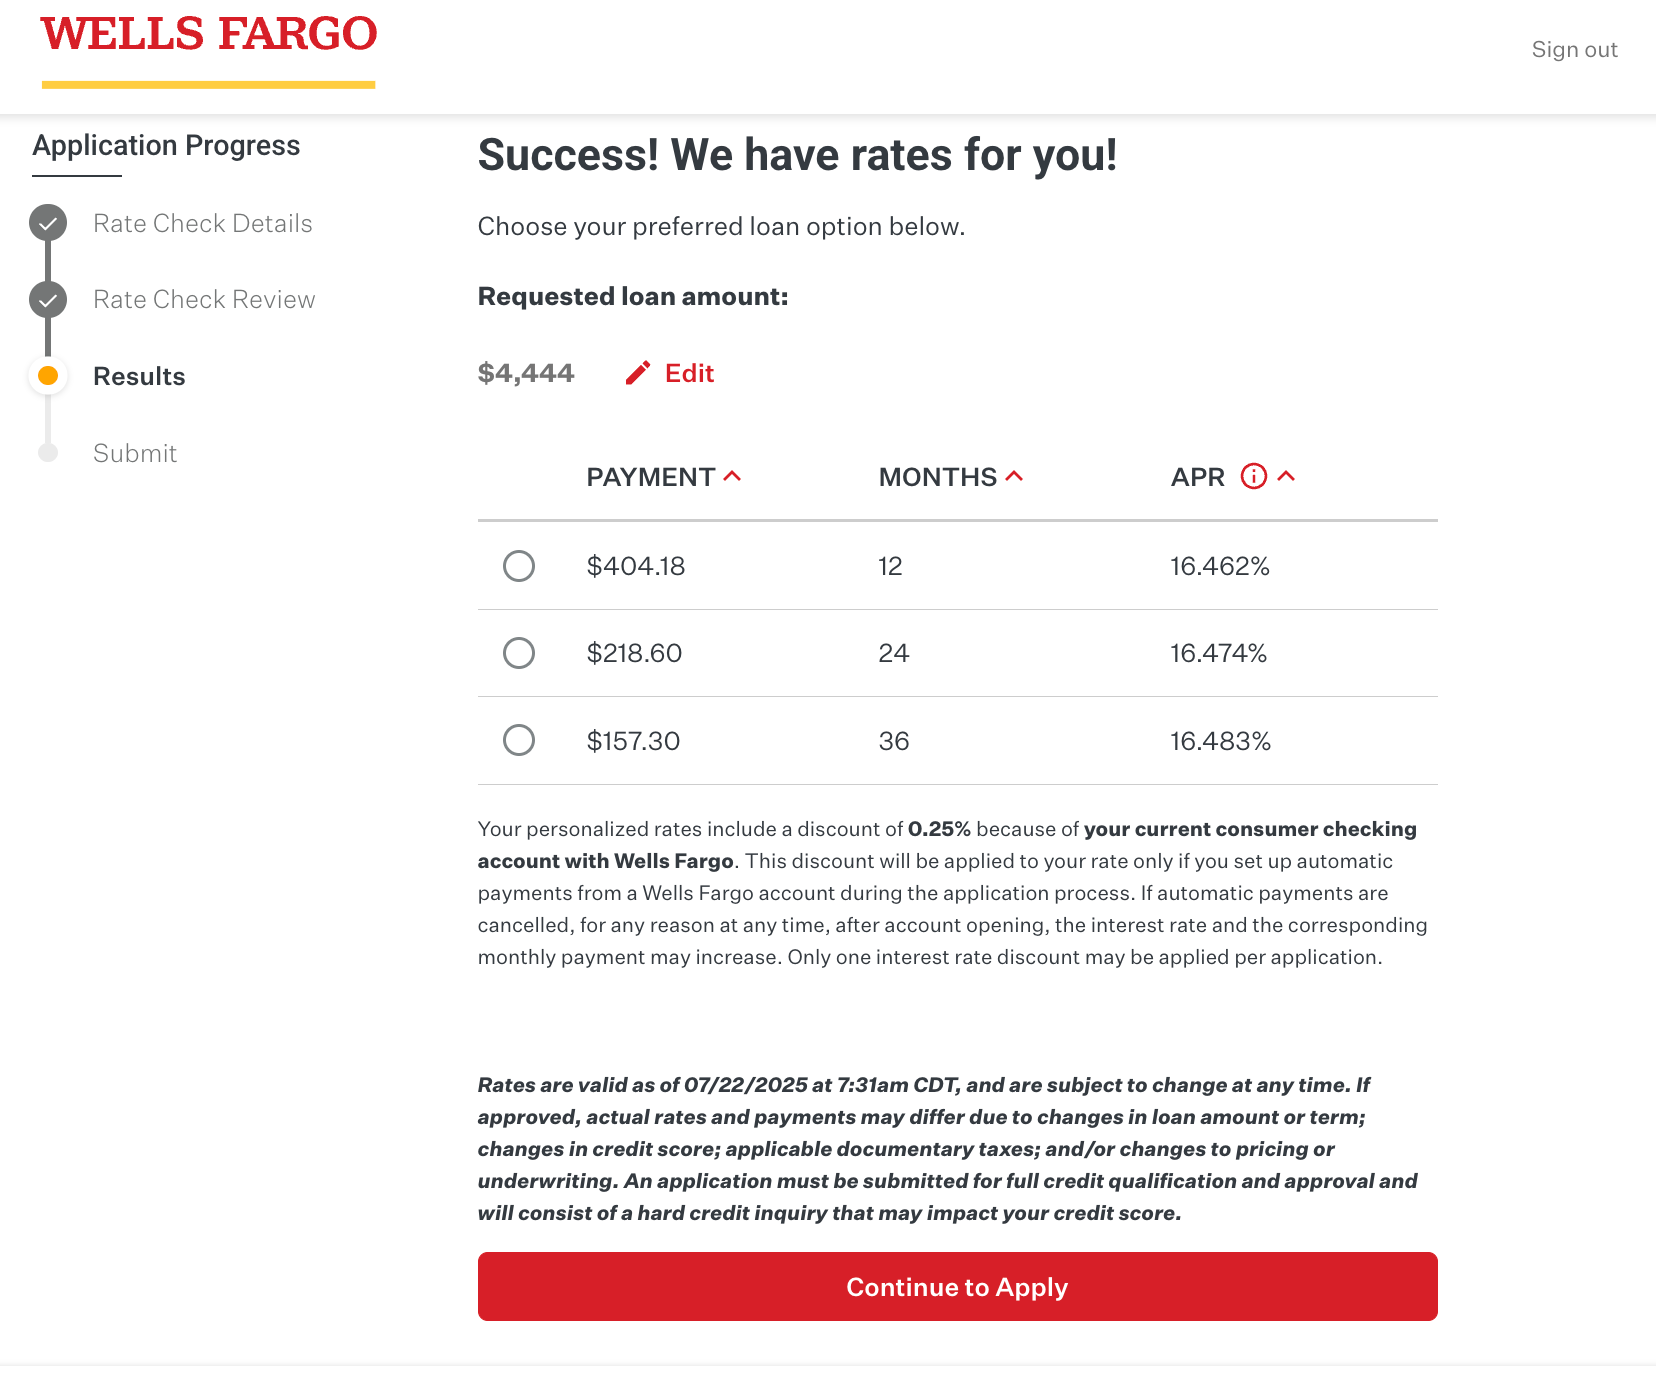 WELLS FARGO
Sign out
Application Progress
Rate Check Details
Rate Check Review
Results
Submit
Success! We have rates for you!
Choose your preferred loan option below.
Requested loan amount:
$4,444 Edit
PAYMENT MONTHS APR
$404.18 12 16.462%
$218.60 24 16.474%
$157.30 36 16.483%
Your personalized rates include a discount of 0.25% because of your current consumer checking
account with Wells Fargo. This discount will be applied to your rate only if you set up automatic
payments from a Wells Fargo account during the application process. If automatic payments are
cancelled, for any reason at any time, after account opening, the interest rate and the corresponding
monthly payment may increase. Only one interest rate discount may be applied per application.
Rates are valid as of 07/22/2025 at 7:31am CDT, and are subject to change at any time. If
approved, actual rates and payments may differ due to changes in loan amount or term;
changes in credit score; applicable documentary taxes; and/or changes to pricing or
underwriting. An application must be submitted for full credit qualification and approval and
will consist of a hard credit inquiry that may impact your credit score.
Continue to Apply